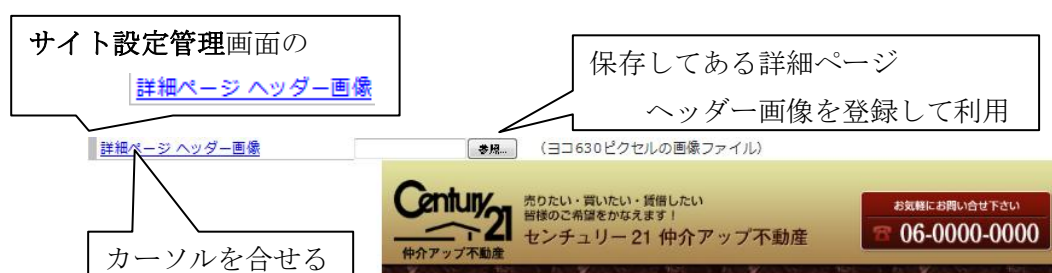 サイト設定管理画面の
詳細ページ ヘッダー画像
保存してある詳細ページ
ヘッダー画像を登録して利用
詳細ページ ヘッダー画像
参照...
(ヨコ630ピクセルの画像ファイル)
カーソルを合せる
Century 21
仲介アップ不動産
売りたい・買いたい・賃借したい
皆様のご希望をかなえます!
センチュリー21 仲介アップ不動産
お気軽にお問い合せ下さい
06-0000-0000